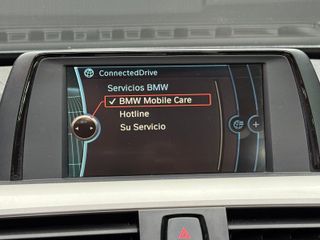 ConnectedDrive
Servicios BMW
✓ BMW Mobile Care
Hotline
Su Servicio